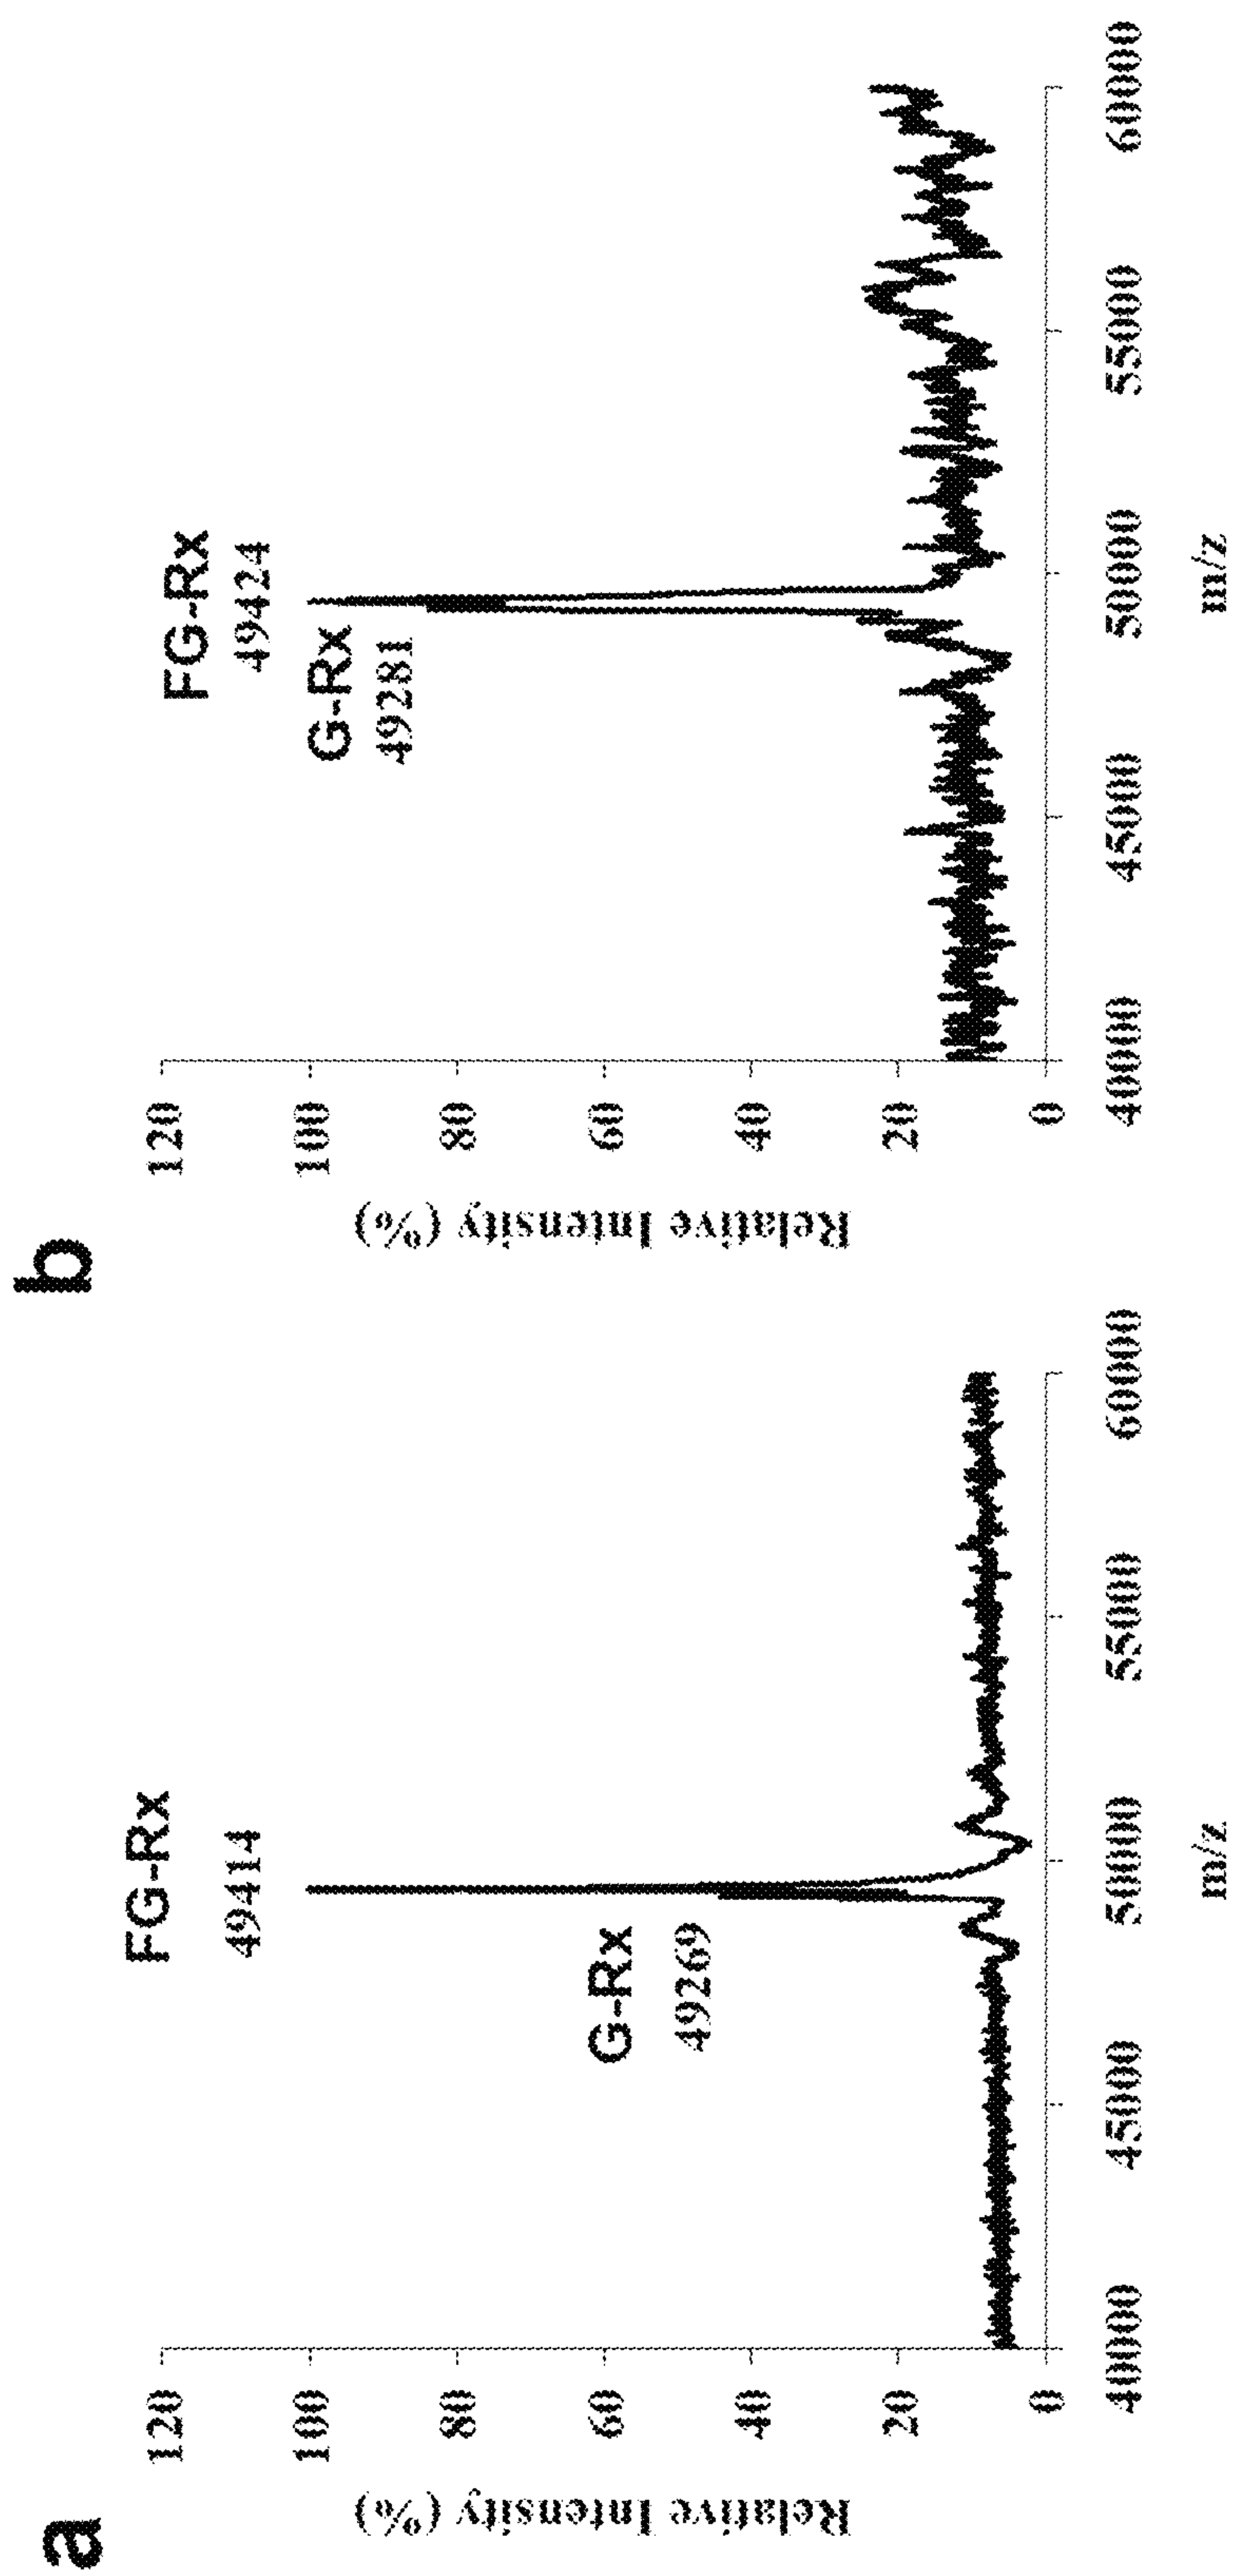 a
Relative Intensity (%)
120
100
80
60
40
20
0
FG-Rx
49414
G-Rx
49269
40000 45000 50000 55000 60000
m/z
b
Relative Intensity (%)
120
100
80
60
40
20
0
FG-Rx
49424
G-Rx
49281
40000 45000 50000 55000 60000
m/z